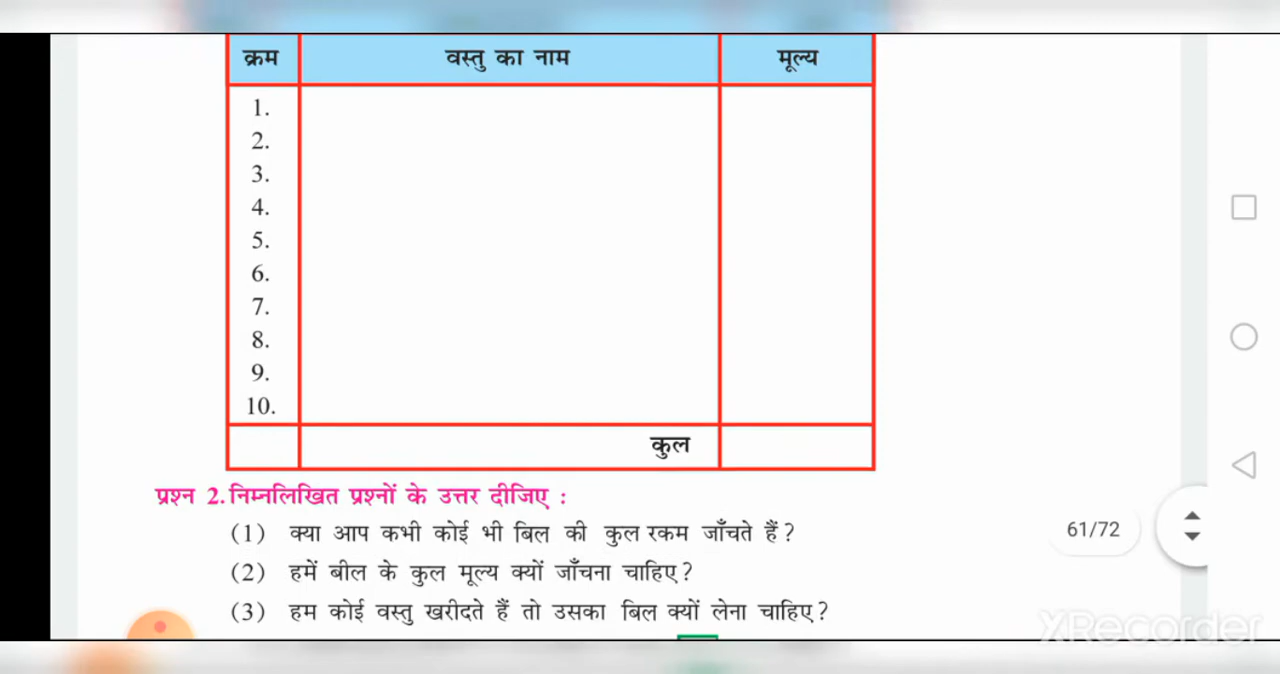 क्रम वस्तु का नाम मूल्य
1.
2.
3.
4.
5.
6.
7.
8.
9.
10.
कुल
प्रश्न 2. निम्नलिखित प्रश्नों के उत्तर दीजिए :
(1) क्या आप कभी कोई भी बिल की कुल रकम जाँचते हैं ?
(2) हमें बील के कुल मूल्य क्यों जाँचना चाहिए ?
(3) हम कोई वस्तु खरीदते हैं तो उसका बिल क्यों लेना चाहिए ?
61/72
XRecorder